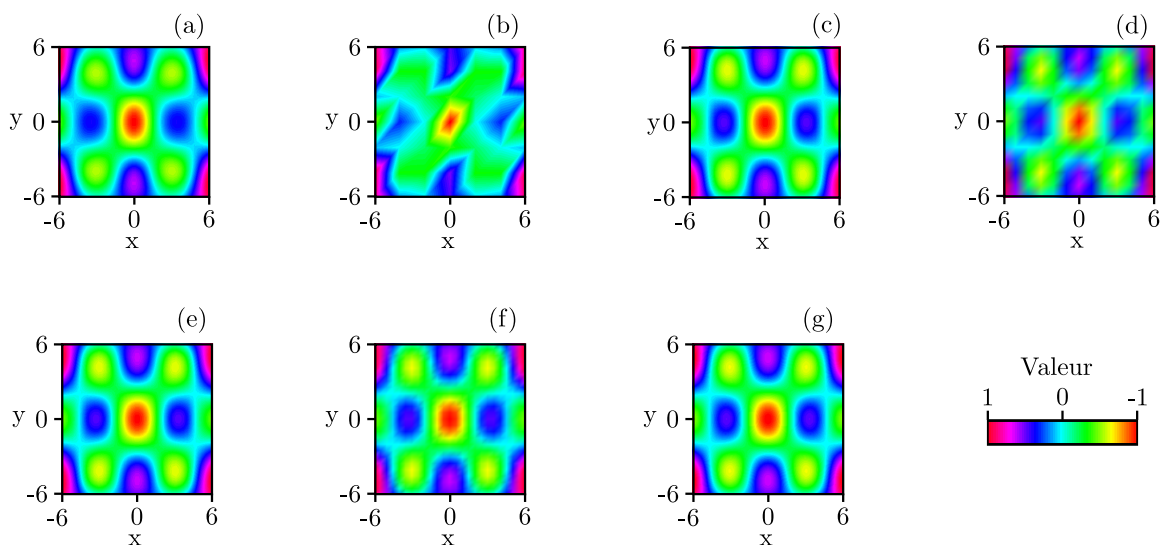 (a) (b) (c) (d)
6 6 6 6
y 0 y 0 y 0 y 0
-6 -6 -6 -6
-6 0 6 -6 0 6 -6 0 6 -6 0 6
x x x x
(e) (f) (g)
6 6 6 Valeur
y 0 y 0 y 0 1 0 -1
-6 -6 -6
-6 0 6 -6 0 6 -6 0 6
x x x